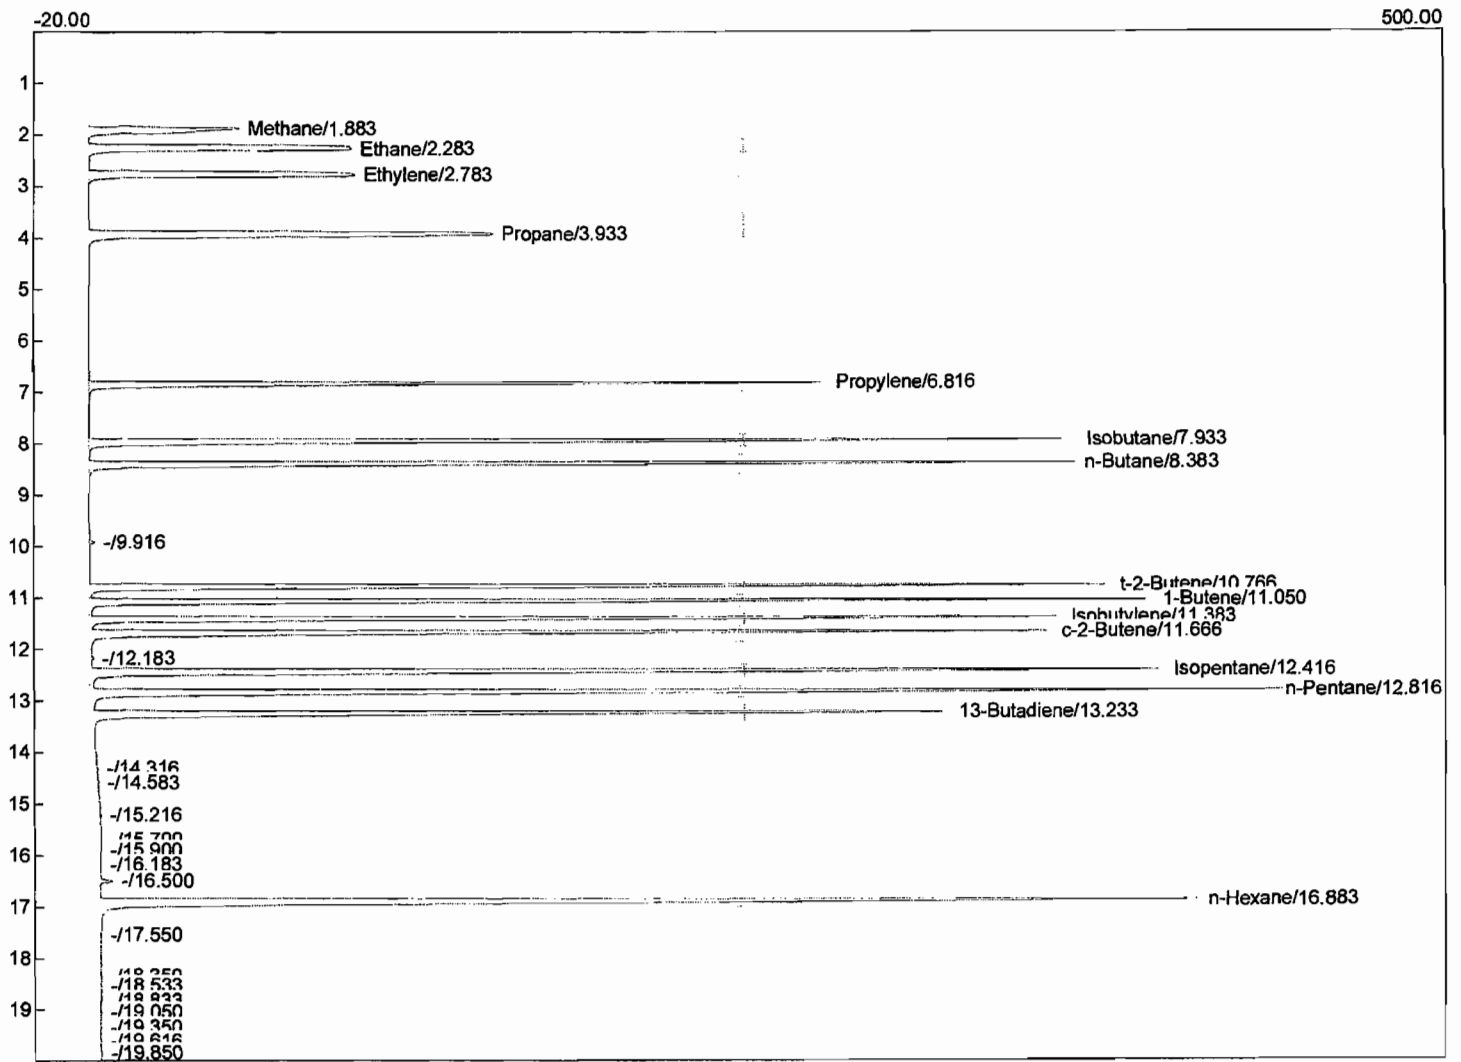 -20.00 500.00
1
2
Methane/1.883
Ethane/2.283
Ethylene/2.783
3
4
Propane/3.933
5
6
7
Propylene/6.816
8
Isobutane/7.933
n-Butane/8.383
9
10
-/9.916
t-2-Butene/10.766
11
1-Butene/11.050
Isobutylene/11.383
c-2-Butene/11.666
12
-/12.183
Isopentane/12.416
n-Pentane/12.816
13
13-Butadiene/13.233
14
-/14.316
-/14.583
15
-/15.216
-/15.700
-/15.900
16
-/16.183
-/16.500
n-Hexane/16.883
17
-/17.550
18
-/18.533
-/18.833
19
-/19.050
-/19.350
-/19.616
-/19.850